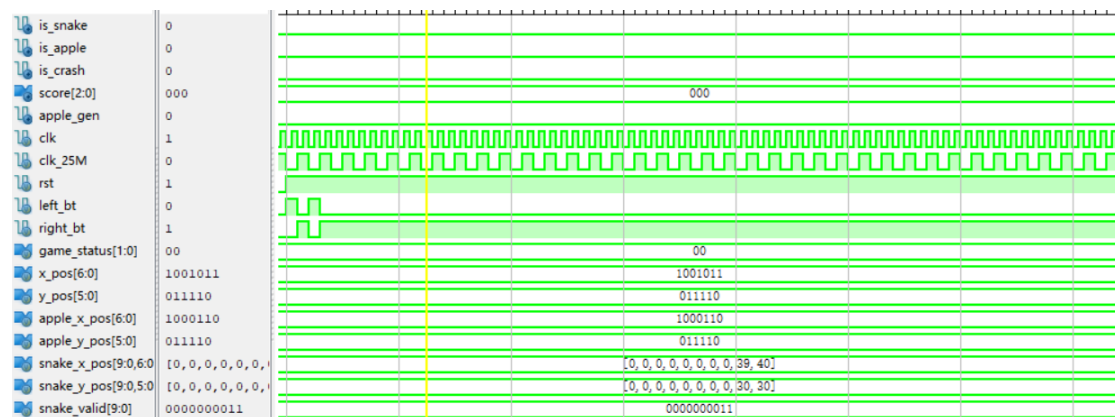 is_snake 0
is_apple 0
is_crash 0
score[2:0] 000 000
apple_gen 0
clk 1
clk_25M 0
rst 1
left_bt 0
right_bt 1
game_status[1:0] 00 00
x_pos[6:0] 1001011 1001011
y_pos[5:0] 011110 011110
apple_x_pos[6:0] 1000110 1000110
apple_y_pos[5:0] 011110 011110
snake_x_pos[9:0,6:0 [0,0,0,0,0,0,( [0, 0, 0, 0, 0, 0, 0, 0, 39, 40]
snake_y_pos[9:0,5:0 [0,0,0,0,0,0,( [0, 0, 0, 0, 0, 0, 0, 0, 30, 30]
snake_valid[9:0] 0000000011 0000000011